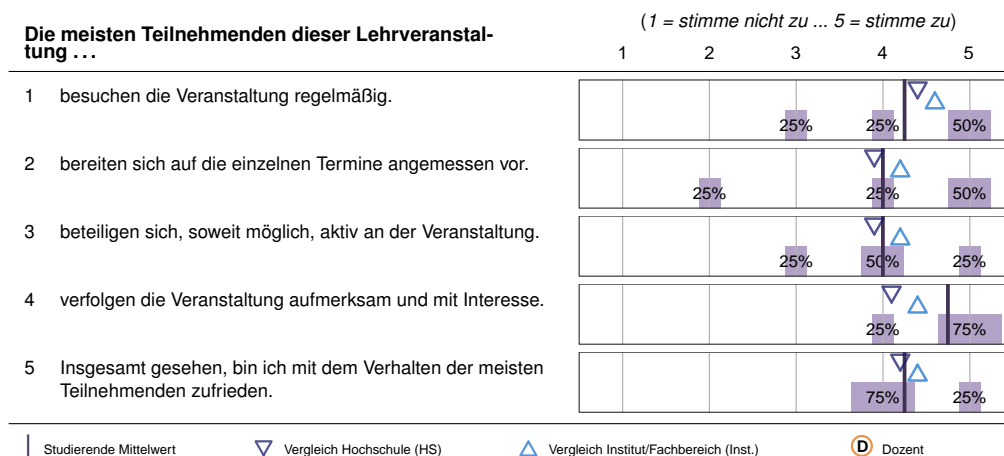 (1 = stimme nicht zu ... 5 = stimme zu)
Die meisten Teilnehmenden dieser Lehrveranstal-
tung . . .
1 2 3 4 5
1 besuchen die Veranstaltung regelmäßig.
25% 25% 50%
2 bereiten sich auf die einzelnen Termine angemessen vor.
25% 25% 50%
3 beteiligen sich, soweit möglich, aktiv an der Veranstaltung.
25% 50% 25%
4 verfolgen die Veranstaltung aufmerksam und mit Interesse.
25% 75%
5 Insgesamt gesehen, bin ich mit dem Verhalten der meisten
Teilnehmenden zufrieden.
75% 25%
Studierende Mittelwert Vergleich Hochschule (HS) Vergleich Institut/Fachbereich (Inst.) D Dozent